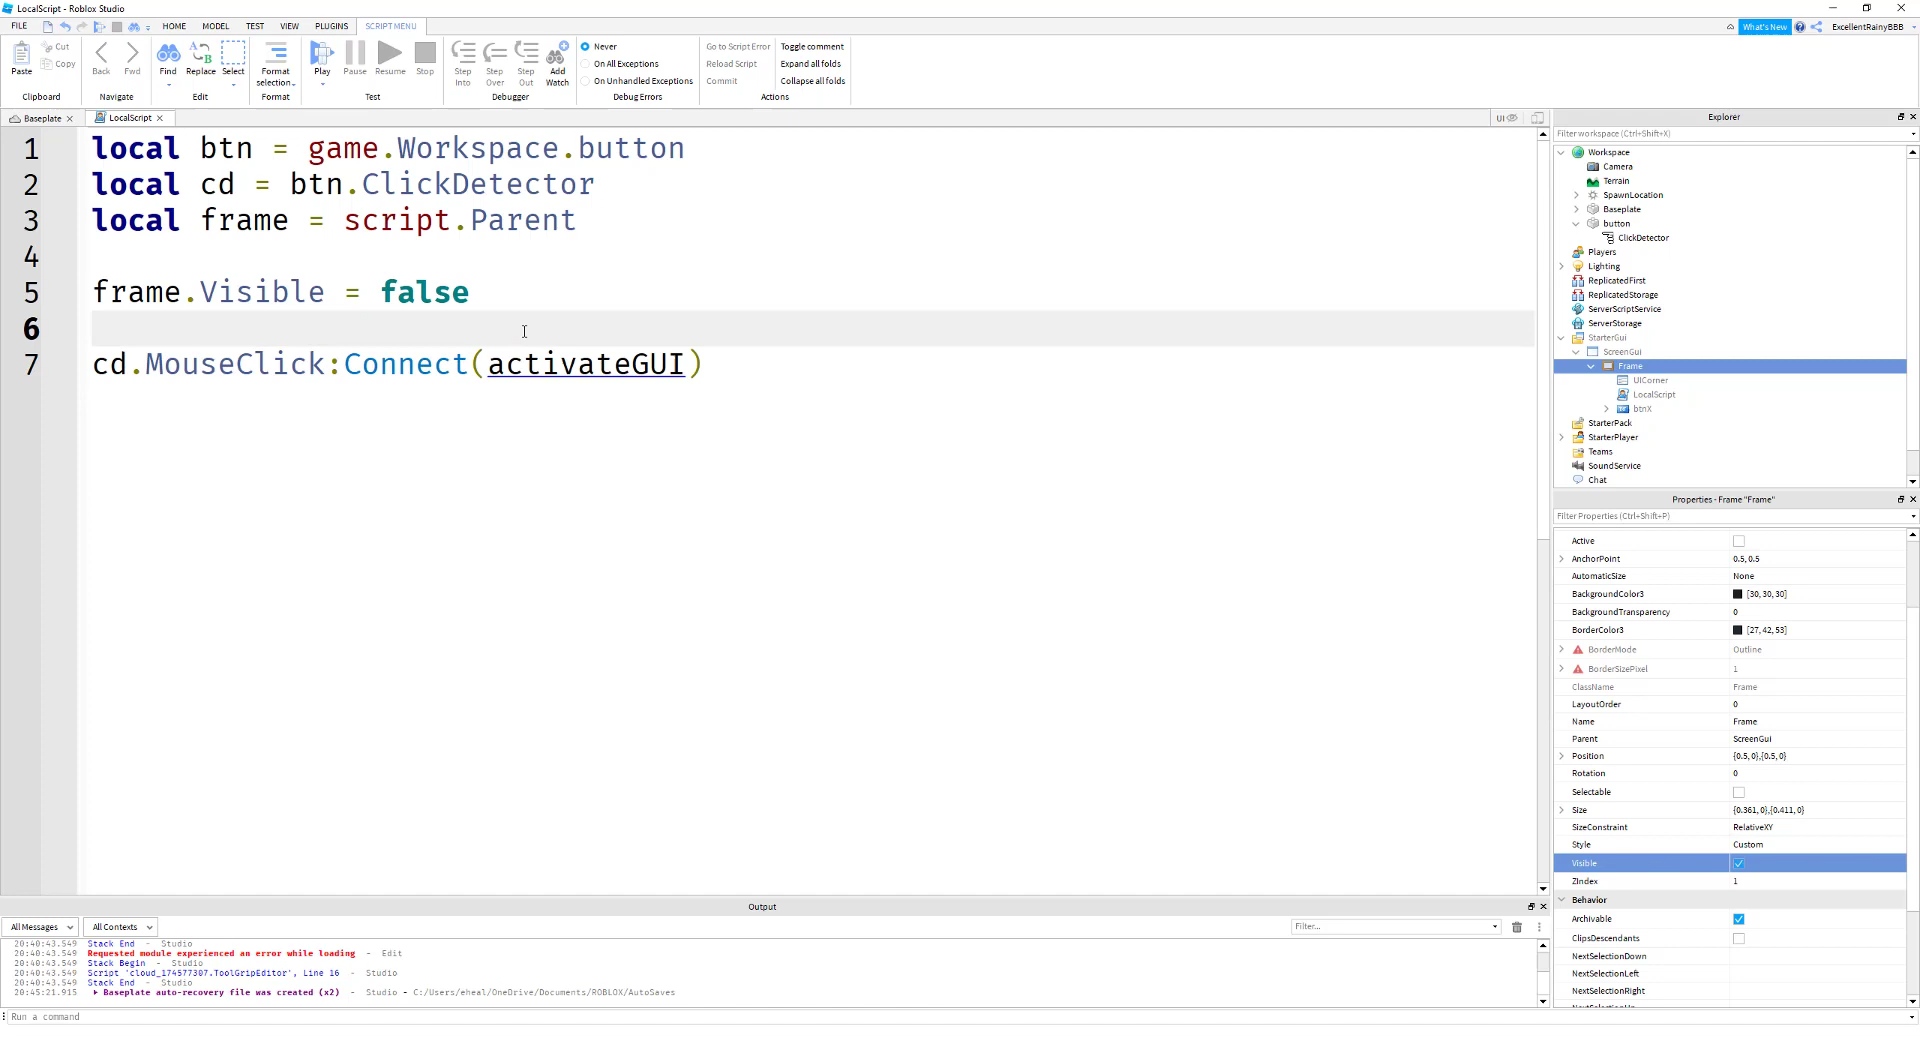 LocalScript - Roblox Studio
FILE HOME MODEL TEST VIEW PLUGINS SCRIPT MENU What's New ExcellentRainyBBB
Paste Cut Copy Clipboard
Back Fwd Navigate
Find Replace Select Edit
Format selection Format
Play Pause Resume Stop Test
Step Into Step Over Step Out Add Watch Debugger
Never
On All Exceptions
On Unhandled Exceptions
Debug Errors
Go to Script Error Toggle comment
Reload Script Expand all folds
Commit Collapse all folds
Actions
Baseplate LocalScript UI
1 local btn = game.Workspace.button
2 local cd = btn.ClickDetector
3 local frame = script.Parent
4
5 frame.Visible = false
6
7 cd.MouseClick:Connect(activateGUI)
Explorer
Filter workspace (Ctrl+Shift+X)
Workspace
Camera
Terrain
SpawnLocation
Baseplate
button
ClickDetector
Players
Lighting
ReplicatedFirst
ReplicatedStorage
ServerScriptService
ServerStorage
StarterGui
ScreenGui
Frame
UICorner
LocalScript
btnX
StarterPack
StarterPlayer
Teams
SoundService
Chat
Properties - Frame "Frame"
Filter Properties (Ctrl+Shift+P)
Active
AnchorPoint 0.5, 0.5
AutomaticSize None
BackgroundColor3 [30, 30, 30]
BackgroundTransparency 0
BorderColor3 [27, 42, 53]
BorderMode Outline
BorderSizePixel 1
ClassName Frame
LayoutOrder 0
Name Frame
Parent ScreenGui
Position {0.5, 0},{0.5, 0}
Rotation 0
Selectable
Size {0.361, 0},{0.411, 0}
SizeConstraint RelativeXY
Style Custom
Visible
ZIndex 1
Behavior
Archivable
ClipsDescendants
NextSelectionDown
NextSelectionLeft
NextSelectionRight
Output
All Messages All Contexts Filter...
20:40:43.549 Stack End - Studio
20:40:43.549 Requested module experienced an error while loading - Edit
20:40:43.549 Stack Begin - Studio
20:40:43.549 Script 'cloud_174577307.ToolGripEditor', Line 16 - Studio
20:40:43.549 Stack End - Studio
20:45:21.915 Baseplate auto-recovery file was created (x2) - Studio - C:/Users/eheal/OneDrive/Documents/ROBLOX/AutoSaves
Run a command